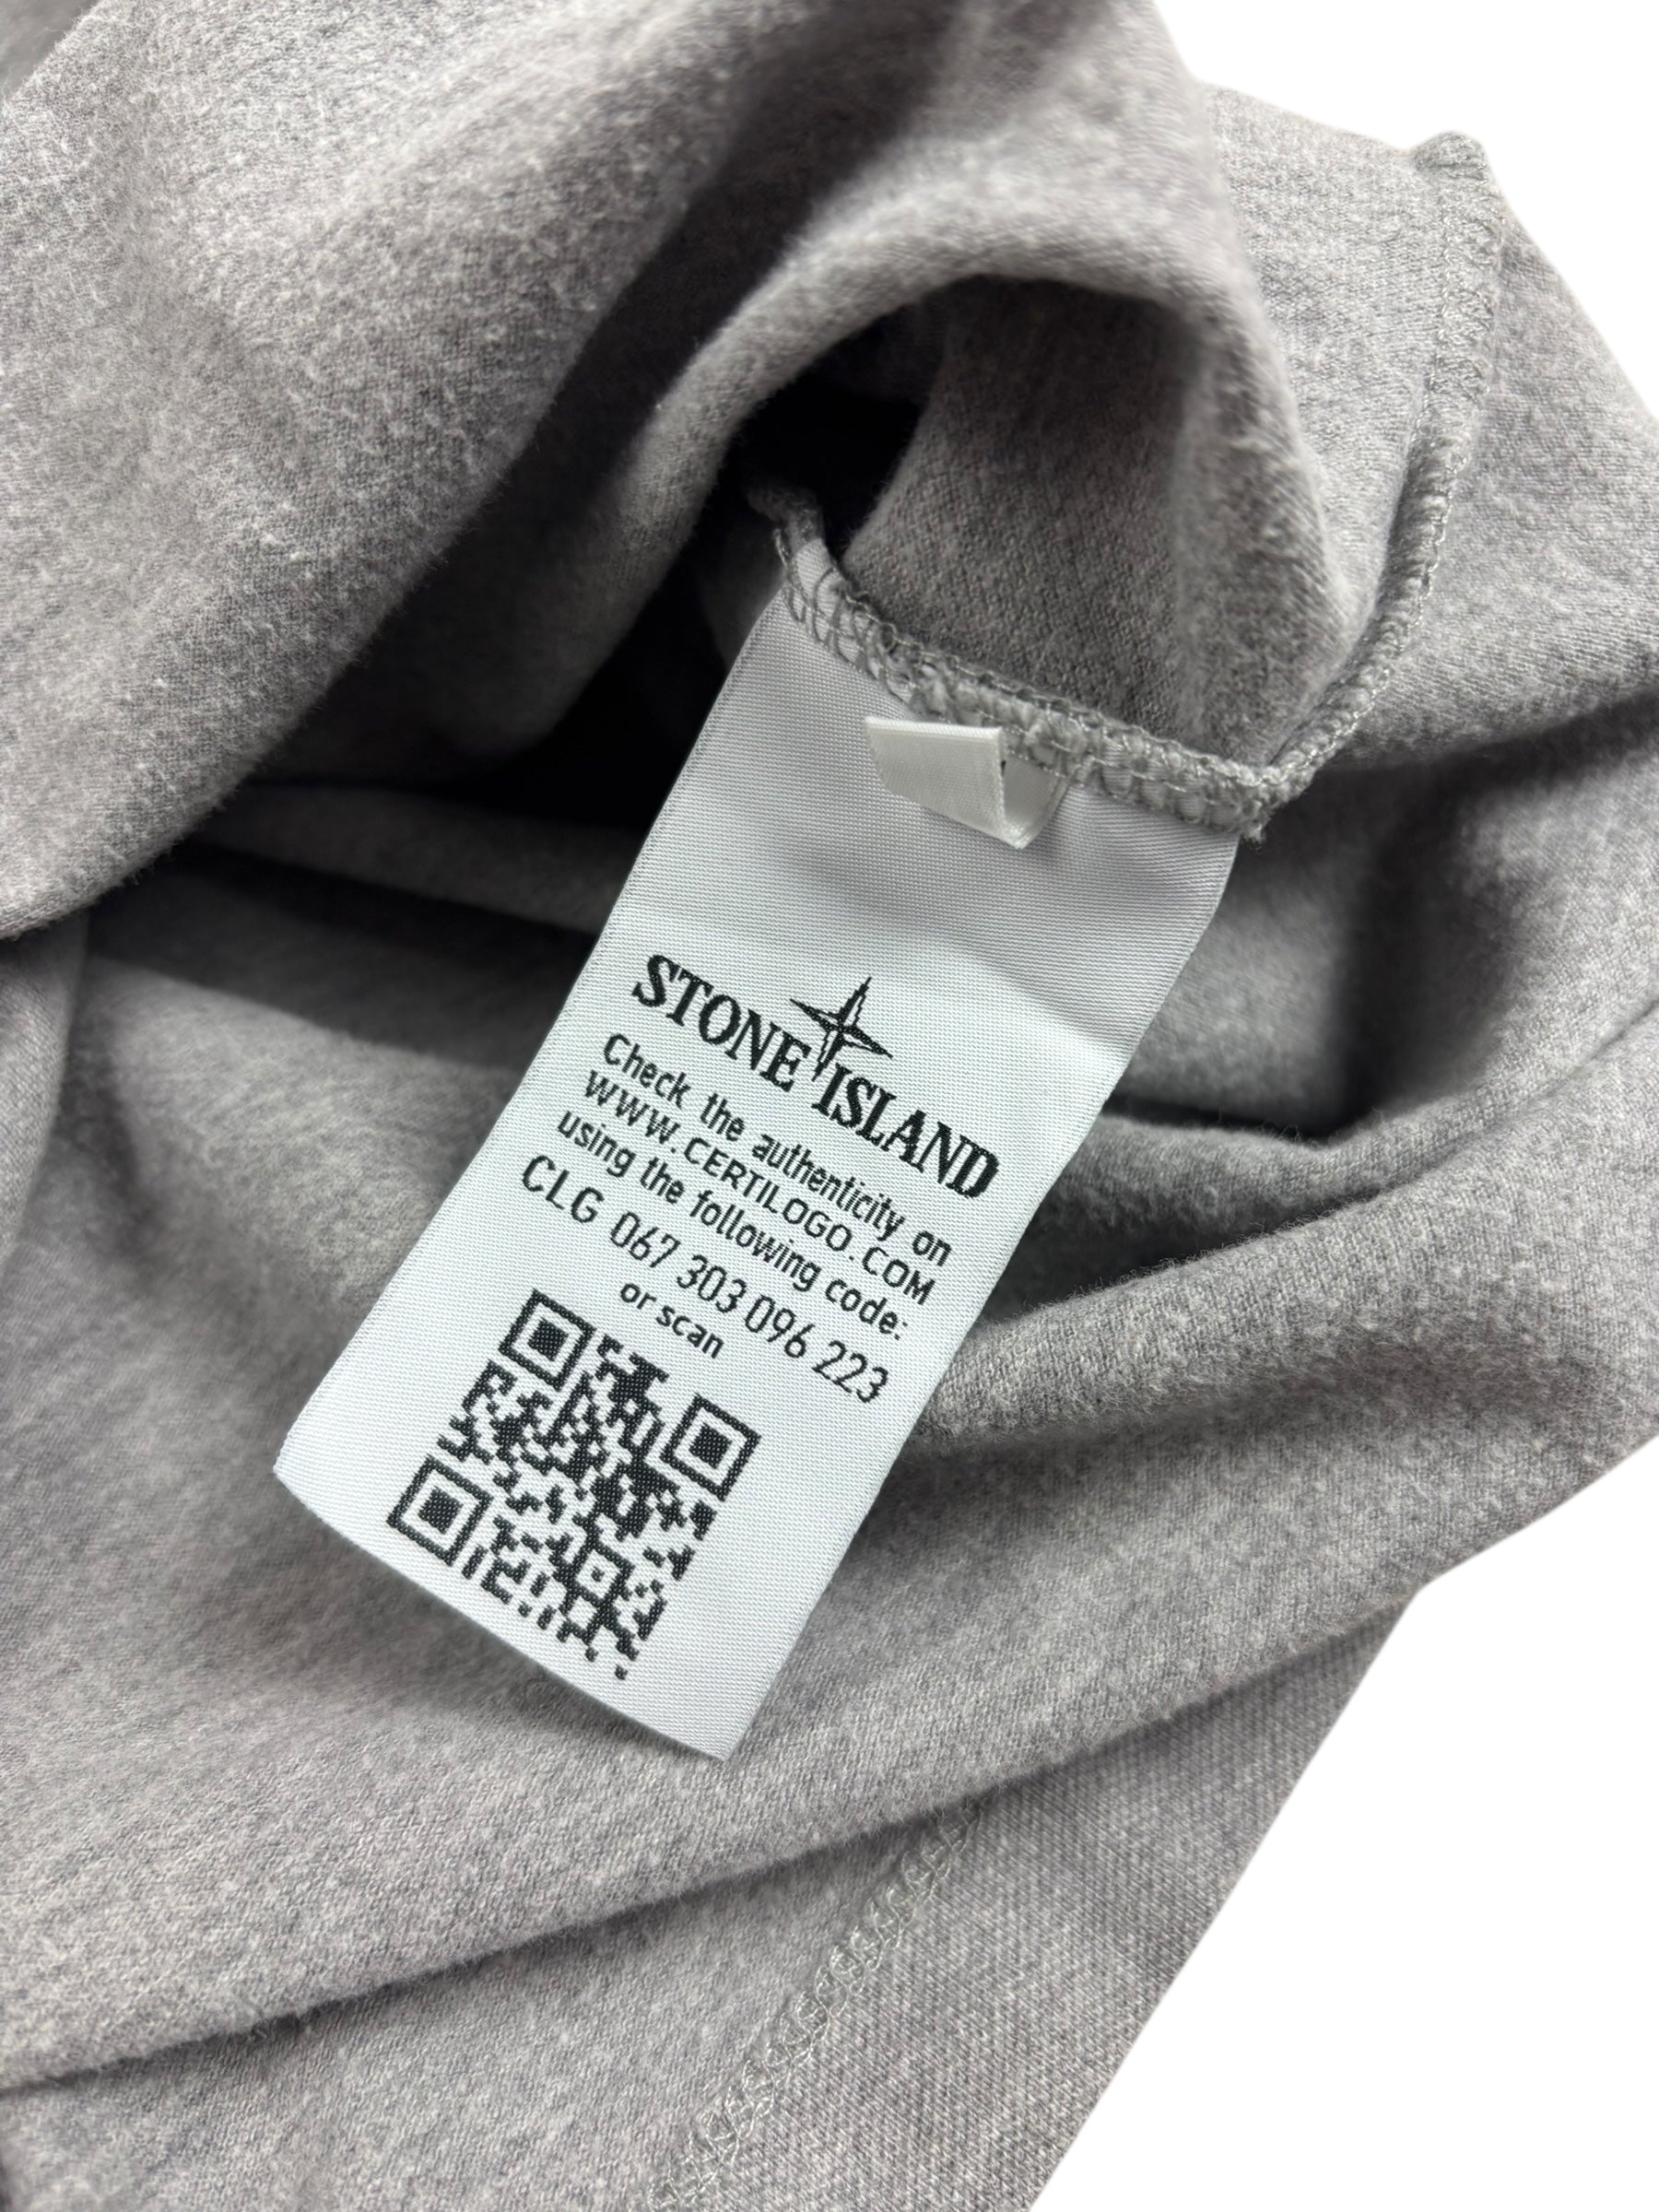 STONE ISLAND
Check the authenticity on
WWW.CERTILOGO.COM
using the following code:
CLG 067 303 096 223
or scan